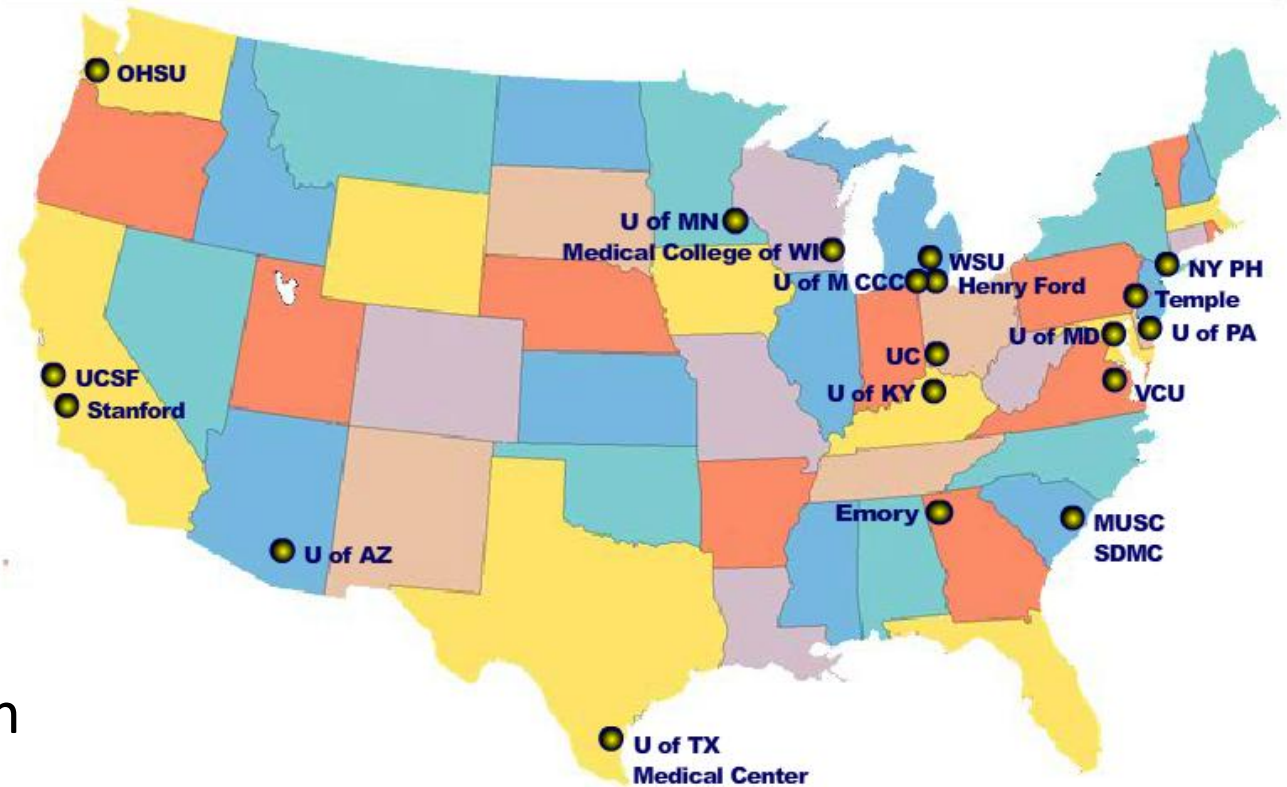 OHSU
U of MN
Medical College of WI
WSU
U of M CCC
Henry Ford
NY PH
Temple
U of MD
U of PA
UC
UCSF
U of KY
VCU
Stanford
Emory
MUSC
SDMC
U of AZ
n
U of TX
Medical Center